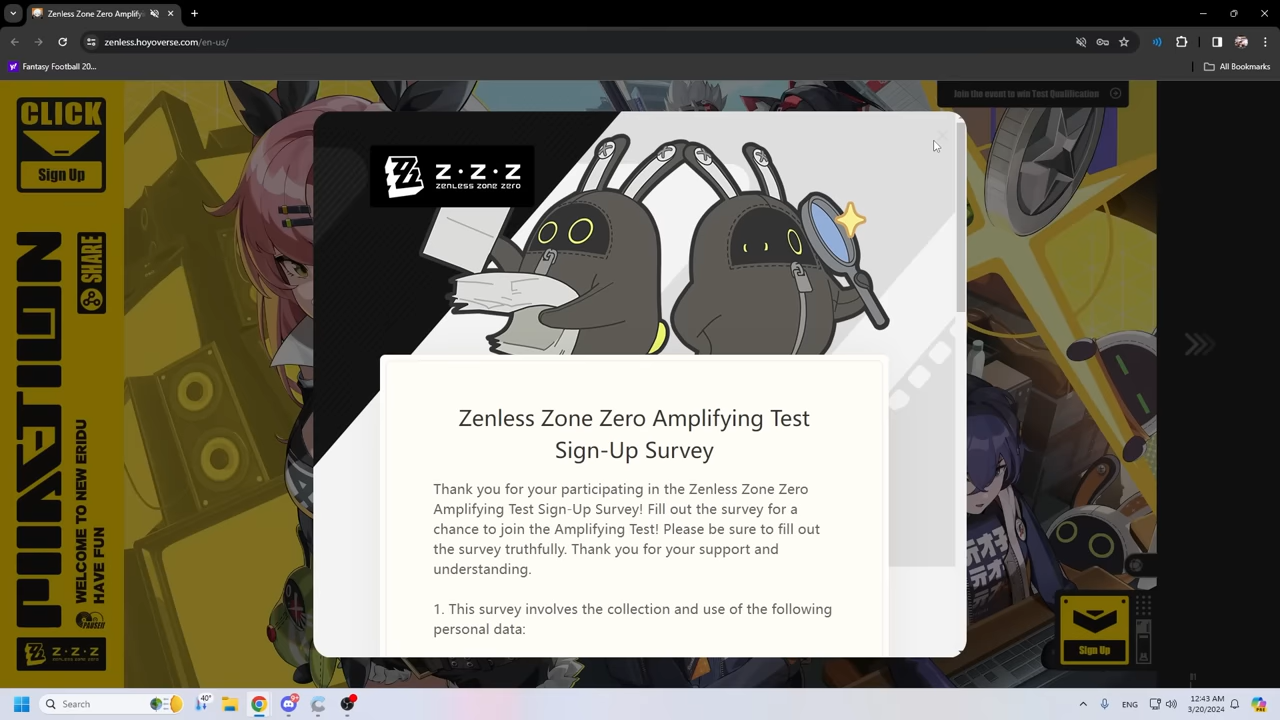 Zenless Zone Zero Amplify
zenless.hoyoverse.com/en-us/
Fantasy Football 20...
All Bookmarks
CLICK
Sign Up
SHARE
WELCOME TO NEW ERIDU
HAVE FUN
Z·Z·Z
ZENLESS ZONE ZERO
Join the event to win Test Qualification
Z·Z·Z
ZENLESS ZONE ZERO
Zenless Zone Zero Amplifying Test
Sign-Up Survey
Thank you for your participating in the Zenless Zone Zero
Amplifying Test Sign-Up Survey! Fill out the survey for a
chance to join the Amplifying Test! Please be sure to fill out
the survey truthfully. Thank you for your support and
understanding.
1. This survey involves the collection and use of the following
personal data:
Sign Up
Search
40°
ENG
12:43 AM
3/20/2024